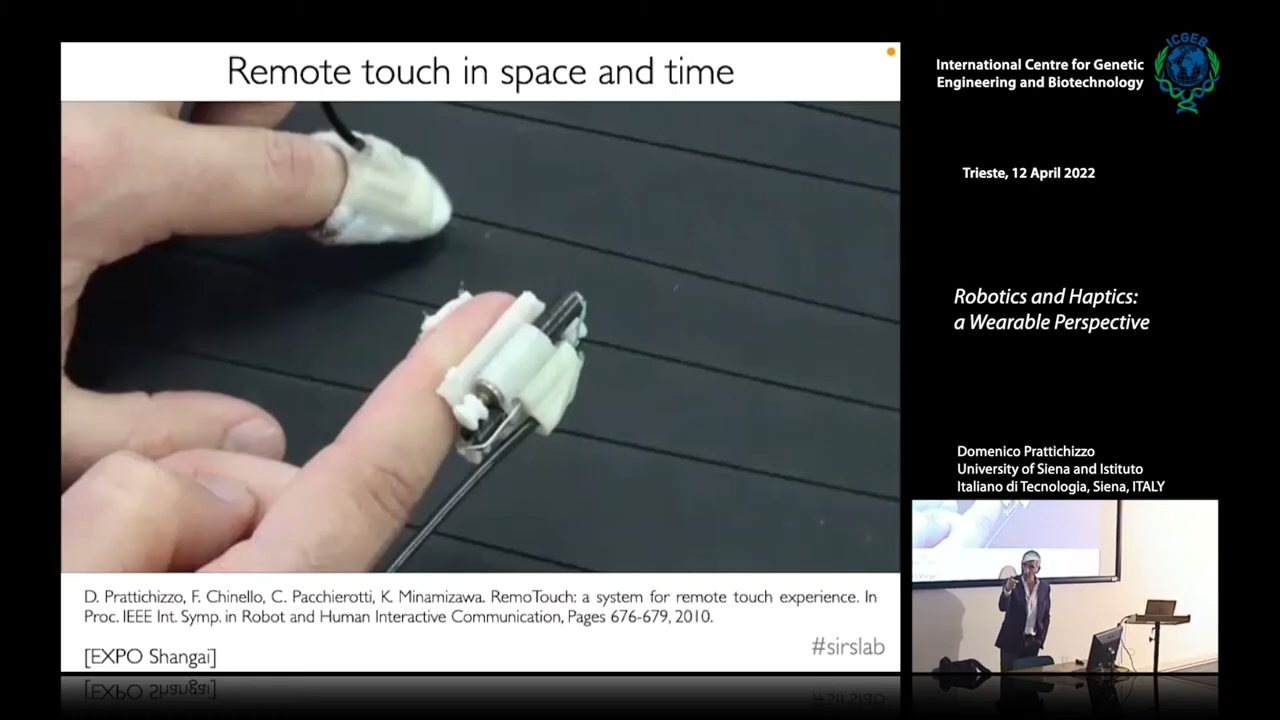 Remote touch in space and time
D. Prattichizzo, F. Chinello, C. Pacchierotti, K. Minamizawa. RemoTouch: a system for remote touch experience. In
Proc. IEEE Int. Symp. in Robot and Human Interactive Communication, Pages 676-679, 2010.
[EXPO Shangai]
#sirslab
International Centre for Genetic
Engineering and Biotechnology
ICGEB
Trieste, 12 April 2022
Robotics and Haptics:
a Wearable Perspective
Domenico Prattichizzo
University of Siena and Istituto
Italiano di Tecnologia, Siena, ITALY